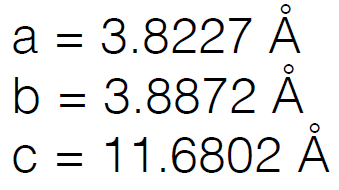 a = 3.8227 Å
b = 3.8872 Å
c = 11.6802 Å